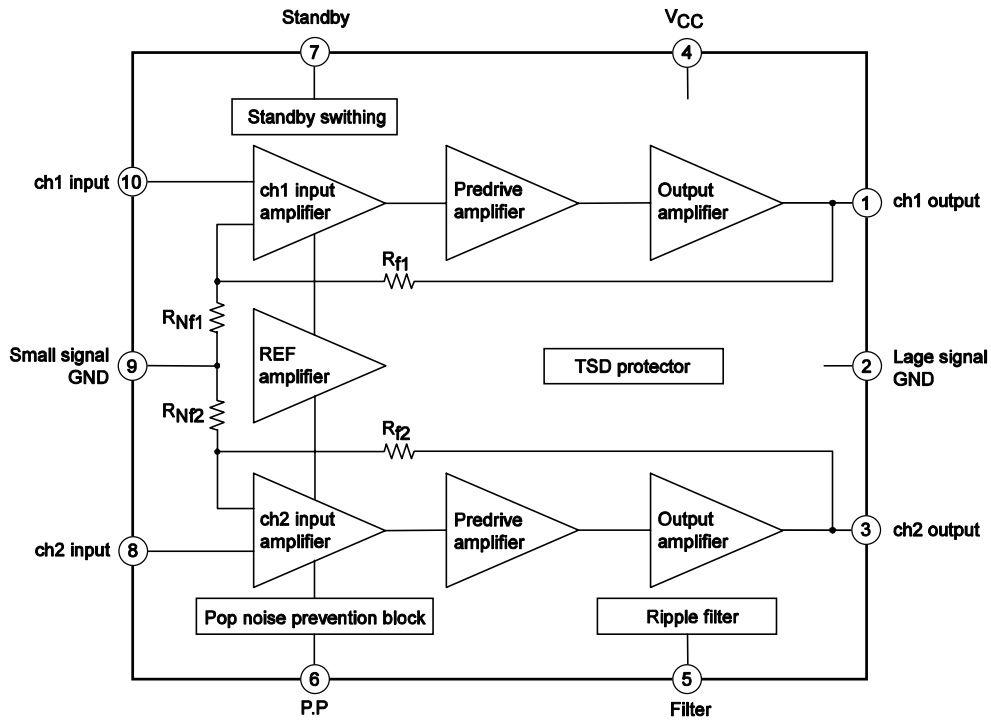 Standby
VCC
7
4
Standby swithing
ch1 input
10
ch1 input
amplifier
Predrive
amplifier
Output
amplifier
1
ch1 output
Rf1
RNf1
Small signal
GND
9
REF
amplifier
TSD protector
2
Lage signal
GND
RNf2
Rf2
ch2 input
8
ch2 input
amplifier
Predrive
amplifier
Output
amplifier
3
ch2 output
Pop noise prevention block
Ripple filter
6
5
P.P
Filter